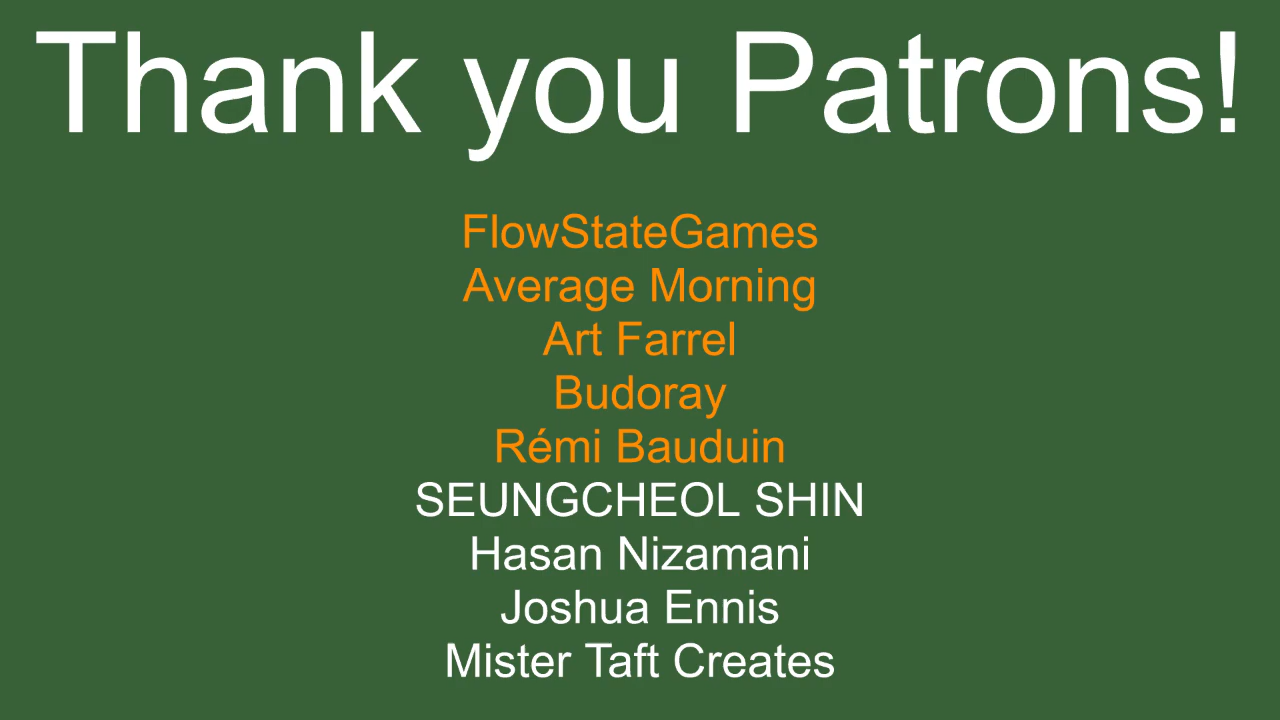 Thank you Patrons!
FlowStateGames
Average Morning
Art Farrel
Budoray
Rémi Bauduin
SEUNGCHEOL SHIN
Hasan Nizamani
Joshua Ennis
Mister Taft Creates